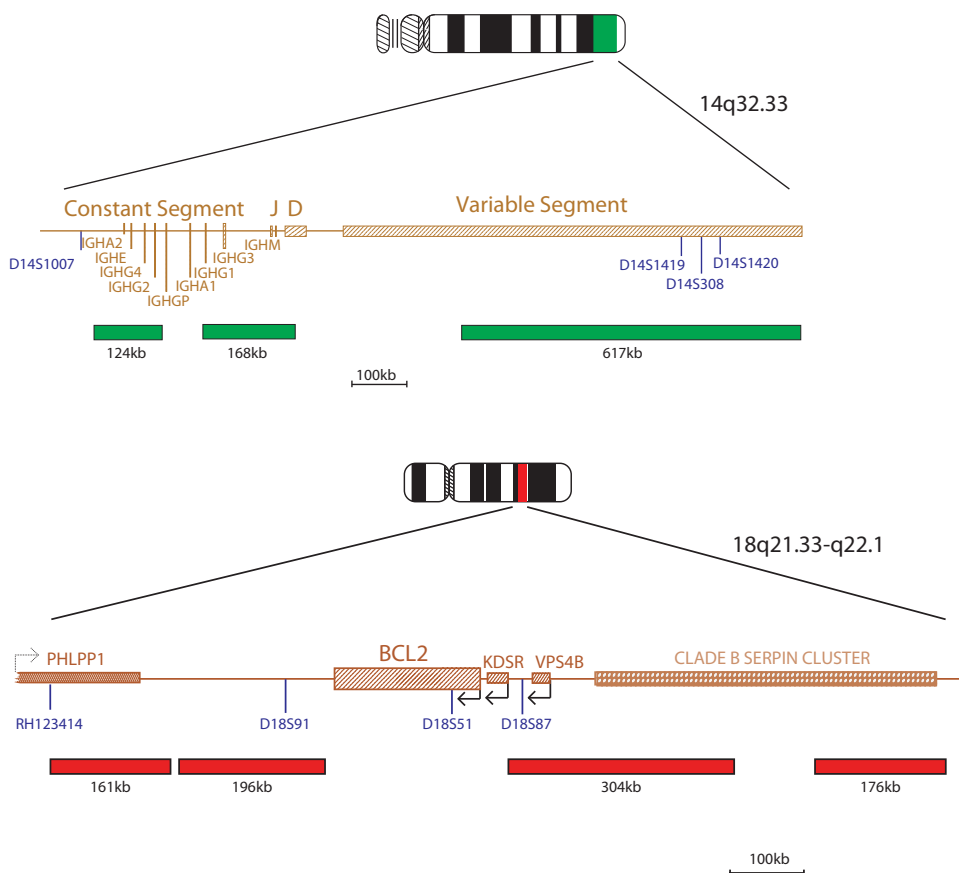 14q32.33
Constant Segment J D Variable Segment
D14S1007
IGHA2
IGHE
IGHG4
IGHG2
IGHGP
IGHA1
IGHG1
IGHG3
IGHM
D14S1419
D14S308
D14S1420
124kb 168kb 617kb
100kb
18q21.33-q22.1
PHLPP1 BCL2 KDSR VPS4B CLADE B SERPIN CLUSTER
RH123414 D18S91 D18S51 D18S87
161kb 196kb 304kb 176kb
100kb